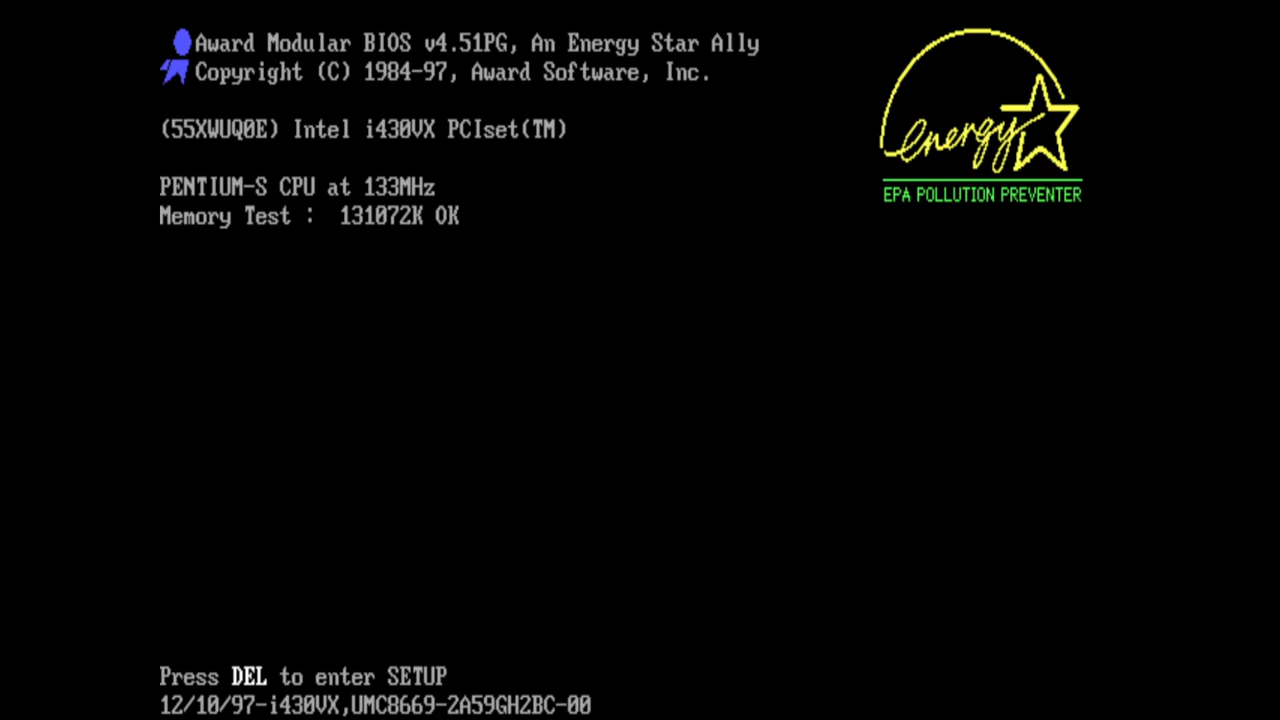 Award Modular BIOS v4.51PG, An Energy Star Ally
Copyright (C) 1984-97, Award Software, Inc.
energy
EPA POLLUTION PREVENTER
(55XWUQ0E) Intel i430VX PCIset(TM)
PENTIUM-S CPU at 133MHz
Memory Test :  131072K OK
Press DEL to enter SETUP
12/10/97-i430VX,UMC8669-2A59GH2BC-00